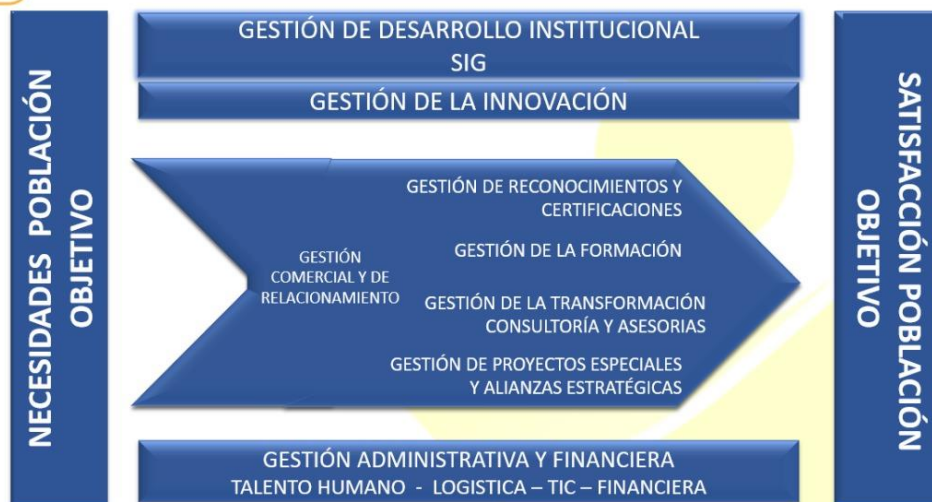 NECESIDADES POBLACIÓN
OBJETIVO
GESTIÓN DE DESARROLLO INSTITUCIONAL
SIG
GESTIÓN DE LA INNOVACIÓN
GESTIÓN
COMERCIAL Y DE
RELACIONAMIENTO
GESTIÓN DE RECONOCIMIENTOS Y
CERTIFICACIONES
GESTIÓN DE LA FORMACIÓN
GESTIÓN DE LA TRANSFORMACIÓN
CONSULTORÍA Y ASESORIAS
GESTIÓN DE PROYECTOS ESPECIALES
Y ALIANZAS ESTRATÉGICAS
GESTIÓN ADMINISTRATIVA Y FINANCIERA
TALENTO HUMANO - LOGISTICA – TIC – FINANCIERA
SATISFACCIÓN POBLACIÓN
OBJETIVO